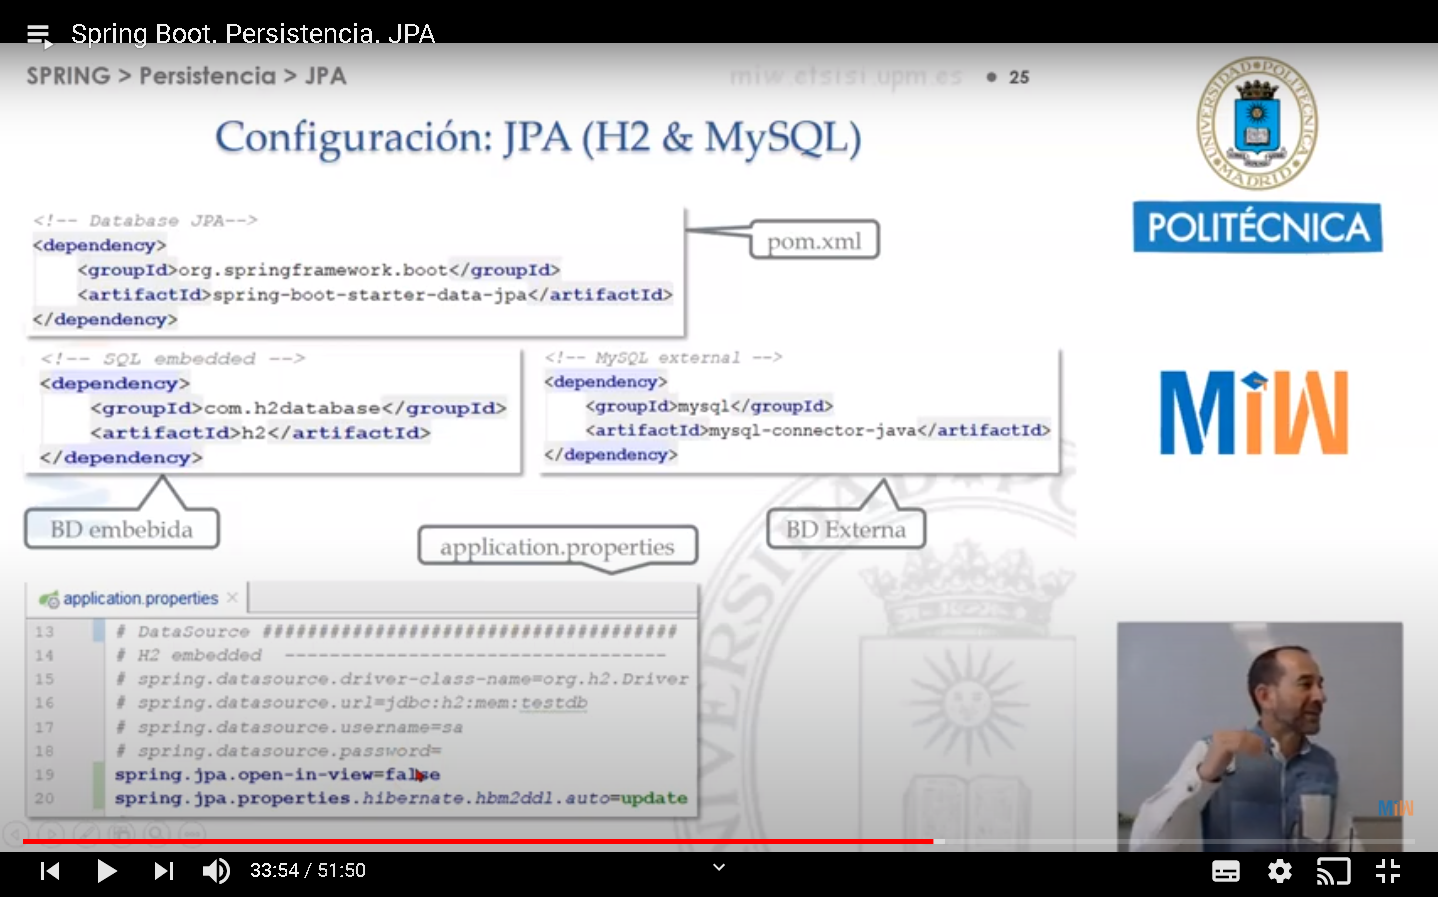 Spring Boot. Persistencia. JPA
SPRING > Persistencia > JPA
miw.etsisi.upm.es
25
Configuración: JPA (H2 & MySQL)
<!-- Database JPA-->
<dependency>
<groupId>org.springframework.boot</groupId>
<artifactId>spring-boot-starter-data-jpa</artifactId>
</dependency>
pom.xml
<!-- SQL embedded -->
<dependency>
<groupId>com.h2database</groupId>
<artifactId>h2</artifactId>
</dependency>
<!-- MySQL external -->
<dependency>
<groupId>mysql</groupId>
<artifactId>mysql-connector-java</artifactId>
</dependency>
BD embebida
application.properties
BD Externa
application.properties
13 # DataSource #####################################
14 # H2 embedded ----------------------------------
15 # spring.datasource.driver-class-name=org.h2.Driver
16 # spring.datasource.url=jdbc:h2:mem:testdb
17 # spring.datasource.username=sa
18 # spring.datasource.password=
19 spring.jpa.open-in-view=false
20 spring.jpa.properties.hibernate.hbm2ddl.auto=update
UNIVERSIDAD POLITÉCNICA MADRID
POLITÉCNICA
MiW
MiW
33:54 / 51:50